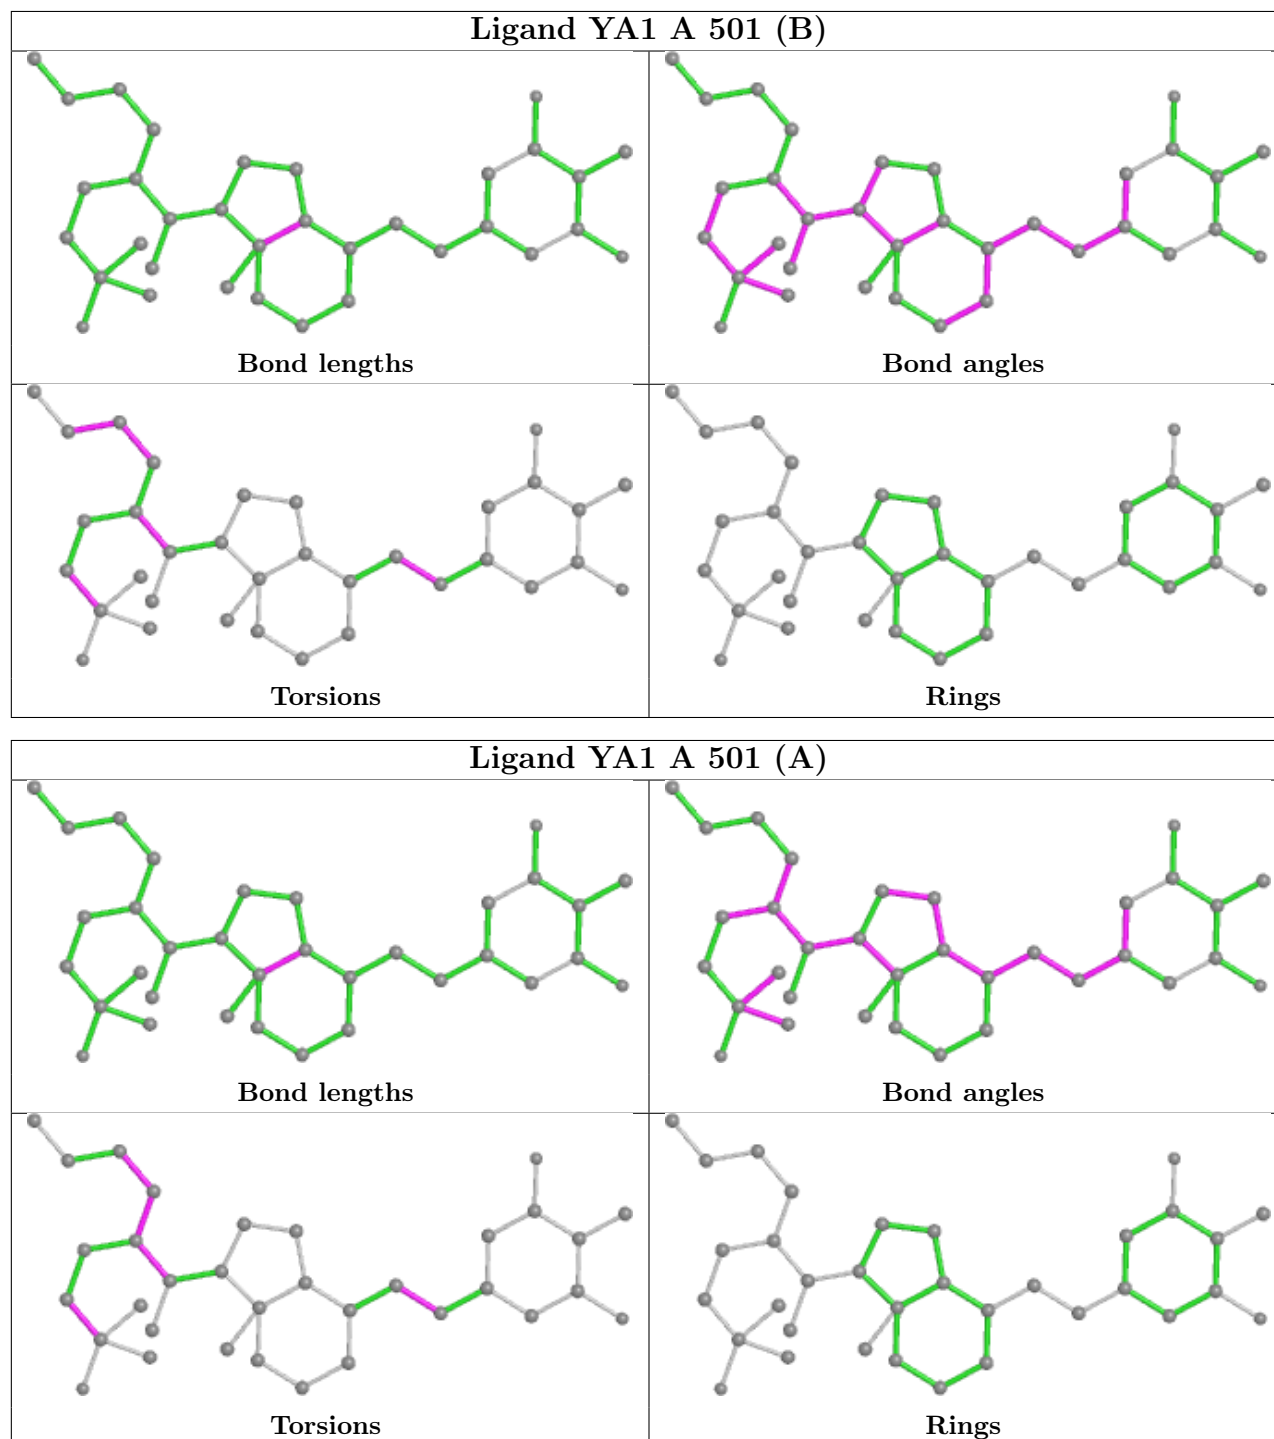 Ligand YA1 A 501 (B)
Bond lengths
Bond angles
Torsions
Rings
Ligand YA1 A 501 (A)
Bond lengths
Bond angles
Torsions
Rings